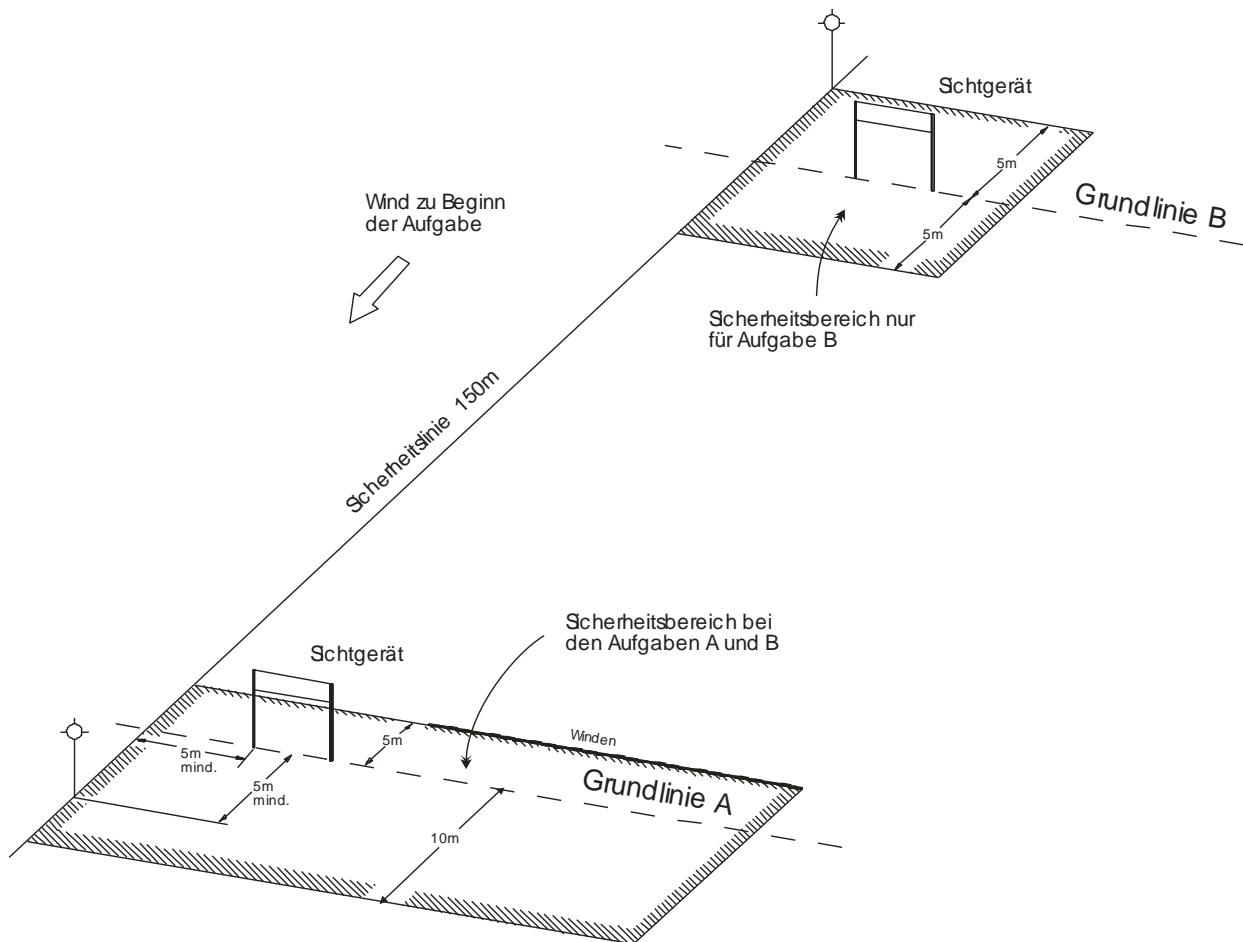 Sichtgerät
5m
Grundlinie B
5m
Wind zu Beginn
der Aufgabe
Sicherheitsbereich nur
für Aufgabe B
Sicherheitslinie 150m
Sicherheitsbereich bei
den Aufgaben A und B
Sichtgerät
Winden
5m
5m
mind.
Grundlinie A
5m
mind.
10m